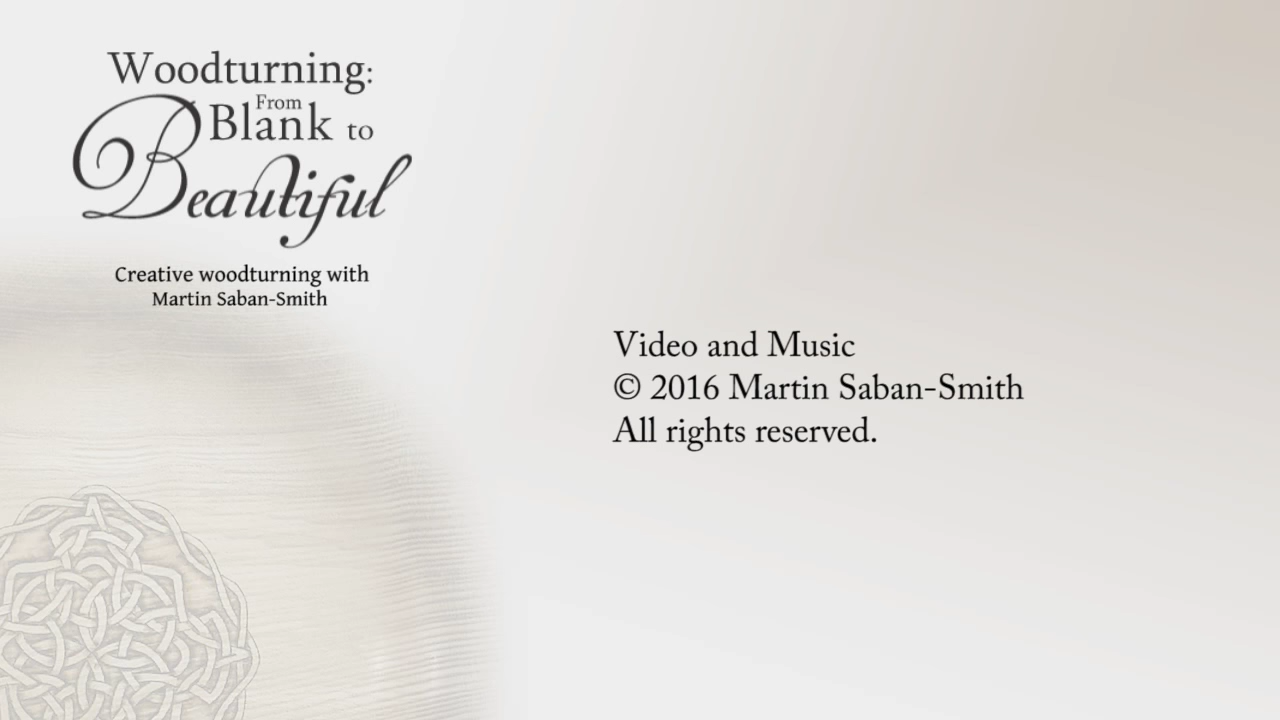 Woodturning:
From
Blank to
Beautiful
Creative woodturning with
Martin Saban-Smith
Video and Music
© 2016 Martin Saban-Smith
All rights reserved.